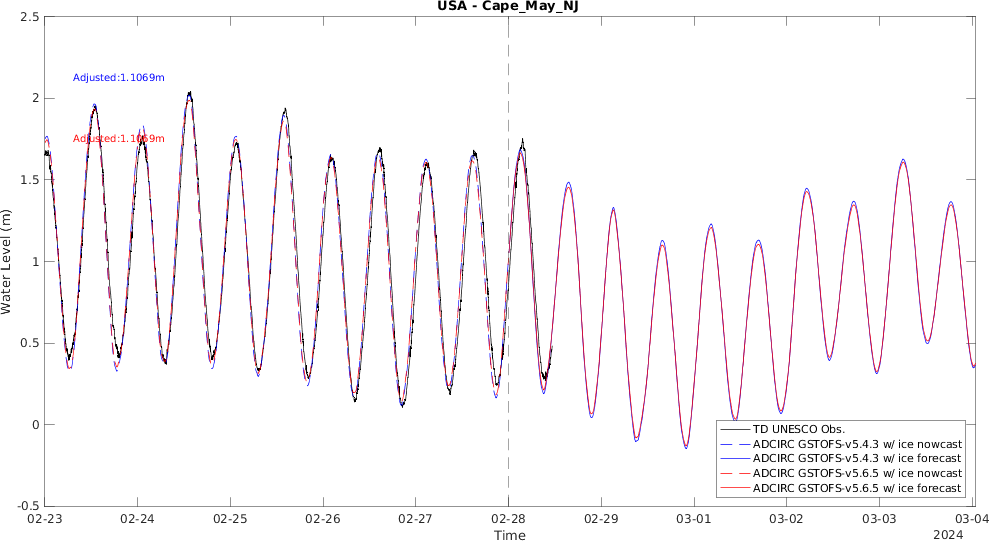 USA - Cape_May_NJ
2.5
Adjusted:1.1069m
2
Adjusted:1.1069m
1.5
Water Level (m)
1
0.5
0
-0.5
TD UNESCO Obs.
ADCIRC GSTOFS-v5.4.3 w/ ice nowcast
ADCIRC GSTOFS-v5.4.3 w/ ice forecast
ADCIRC GSTOFS-v5.6.5 w/ ice nowcast
ADCIRC GSTOFS-v5.6.5 w/ ice forecast
02-23 02-24 02-25 02-26 02-27 02-28 02-29 03-01 03-02 03-03 03-04
Time
2024